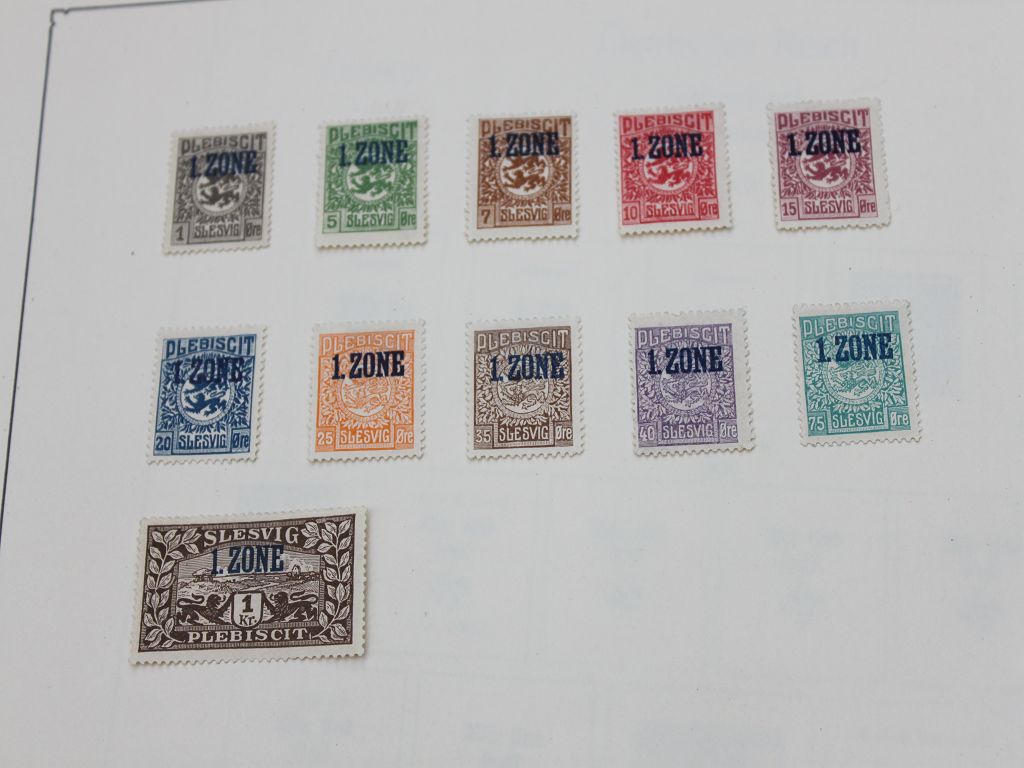 PLEBISCIT
1. ZONE
1 SLESVIG Øre
PLEBISCIT
1. ZONE
5 SLESVIG Øre
PLEBISCIT
1. ZONE
7 SLESVIG Øre
PLEBISCIT
1. ZONE
10 SLESVIG Øre
PLEBISCIT
1. ZONE
15 SLESVIG Øre
PLEBISCIT
1. ZONE
20 SLESVIG Øre
PLEBISCIT
1. ZONE
25 SLESVIG Øre
PLEBISCIT
1. ZONE
35 SLESVIG Øre
PLEBISCIT
1. ZONE
40 SLESVIG Øre
PLEBISCIT
1. ZONE
75 SLESVIG Øre
SLESVIG
1. ZONE
1
Kr.
PLEBISCIT